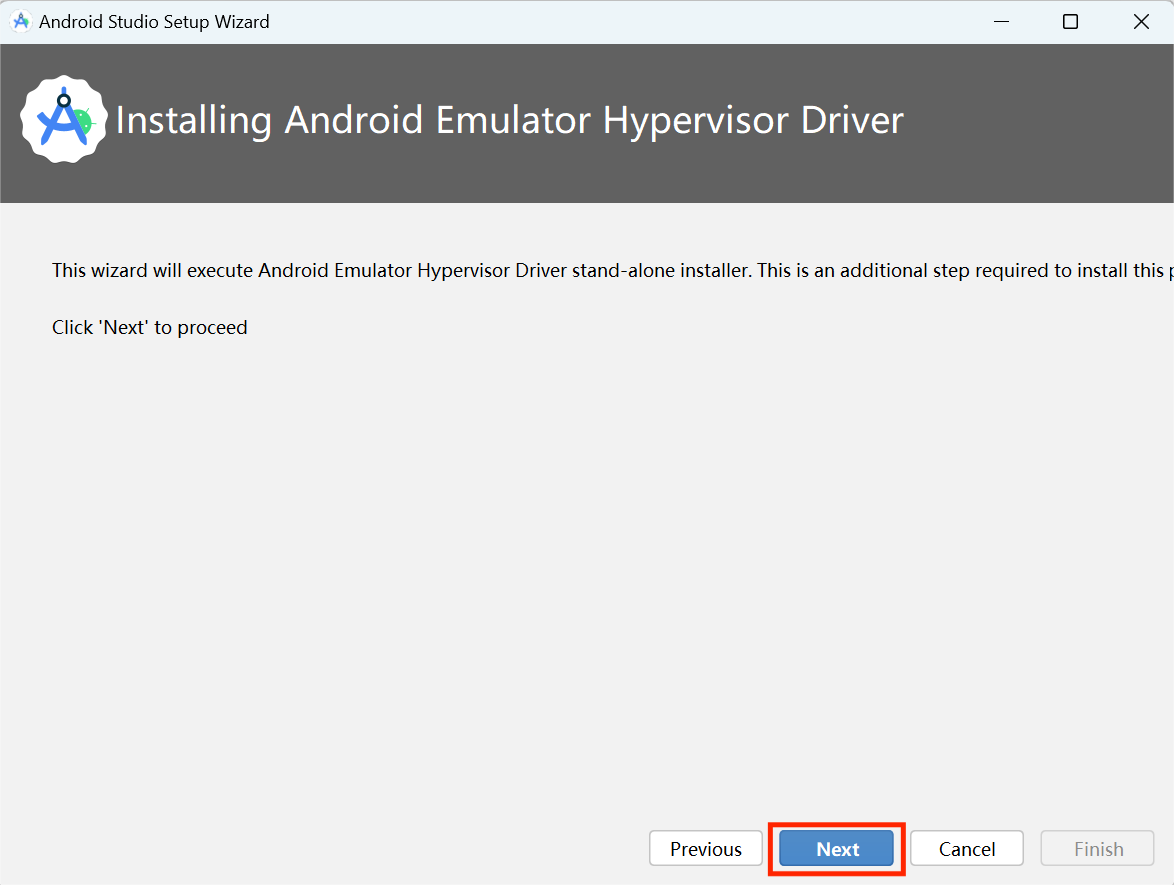 Android Studio Setup Wizard
Installing Android Emulator Hypervisor Driver
This wizard will execute Android Emulator Hypervisor Driver stand-alone installer. This is an additional step required to install this
Click 'Next' to proceed
Previous Next Cancel Finish